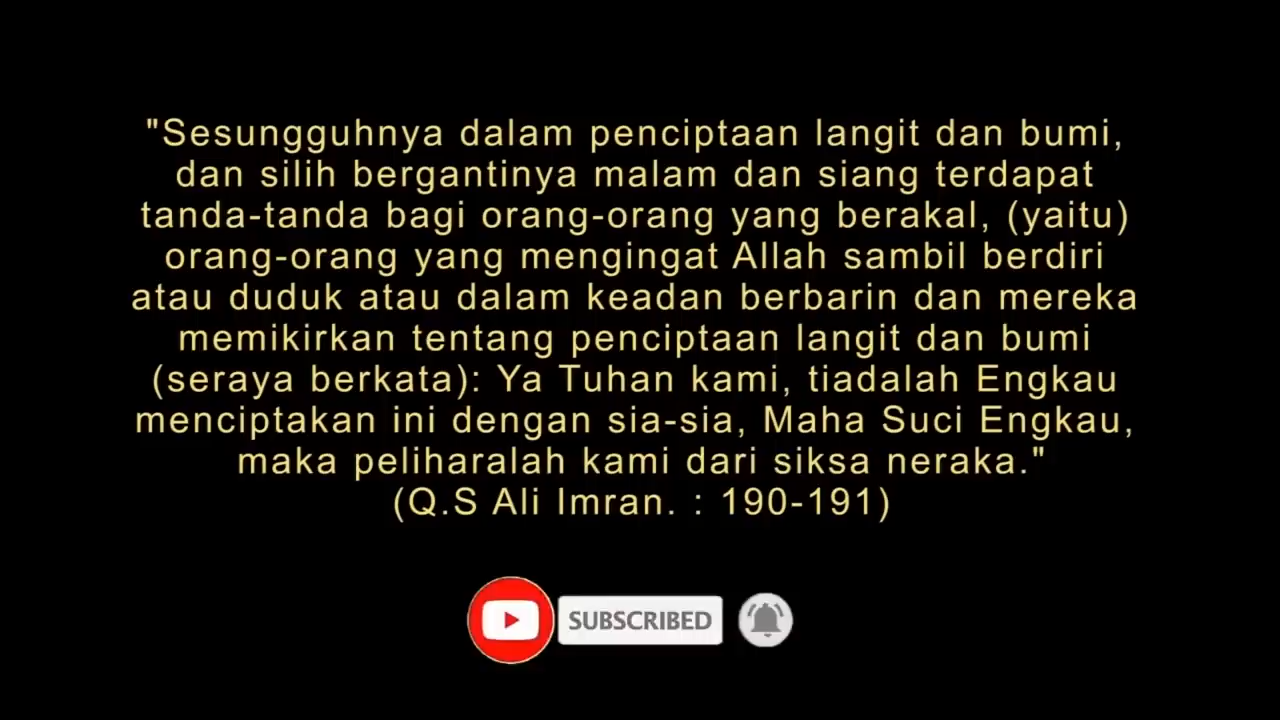 "Sesungguhnya dalam penciptaan langit dan bumi,
dan silih bergantinya malam dan siang terdapat
tanda-tanda bagi orang-orang yang berakal, (yaitu)
orang-orang yang mengingat Allah sambil berdiri
atau duduk atau dalam keadan berbarin dan mereka
memikirkan tentang penciptaan langit dan bumi
(seraya berkata): Ya Tuhan kami, tiadalah Engkau
menciptakan ini dengan sia-sia, Maha Suci Engkau,
maka peliharalah kami dari siksa neraka."
(Q.S Ali Imran. : 190-191)
SUBSCRIBED